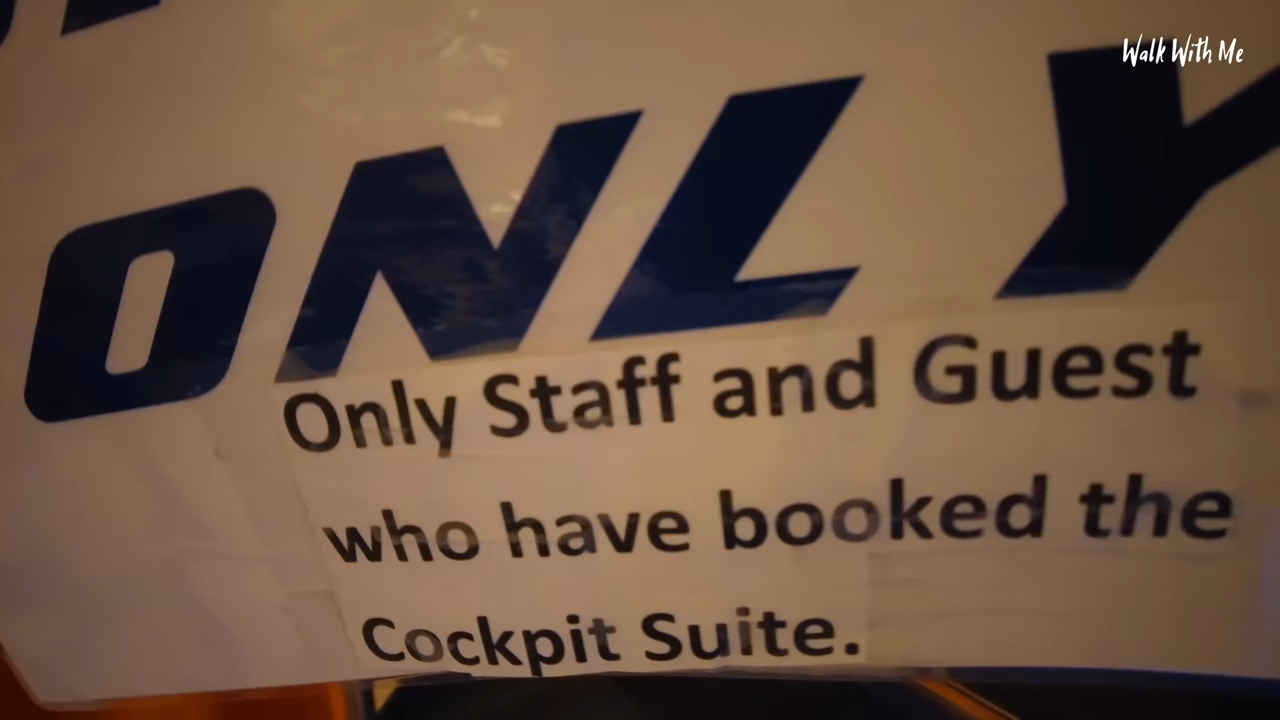 Walk With Me
ONLY
Only Staff and Guest
who have booked the
Cockpit Suite.